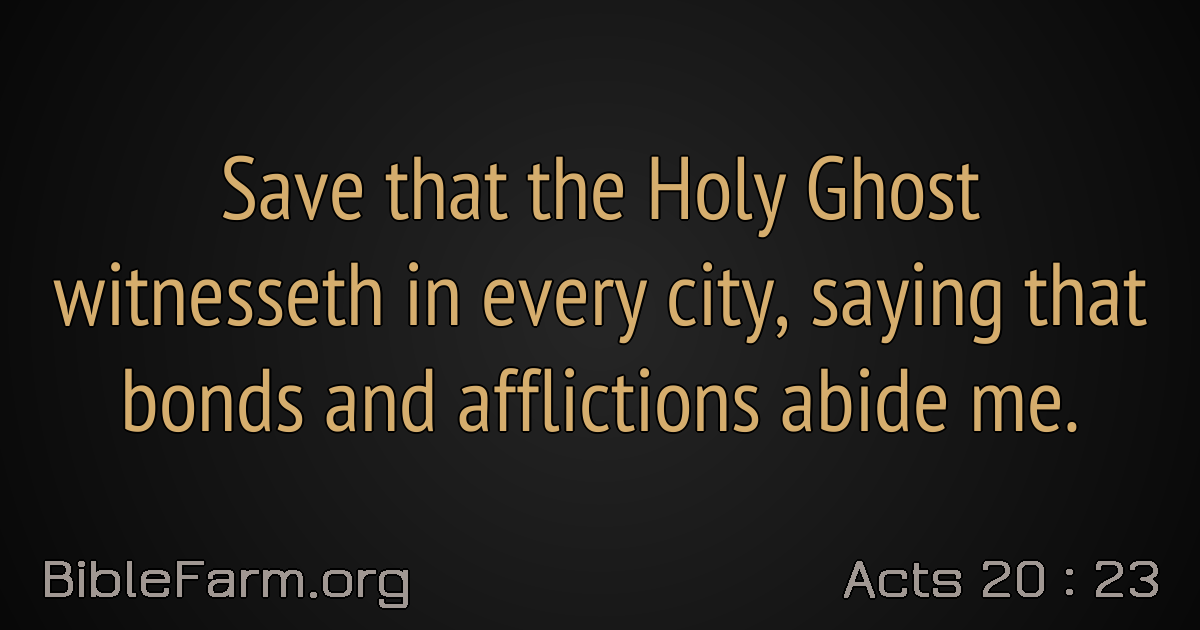 Save that the Holy Ghost
witnesseth in every city, saying that
bonds and afflictions abide me.
BibleFarm.org
Acts 20 : 23